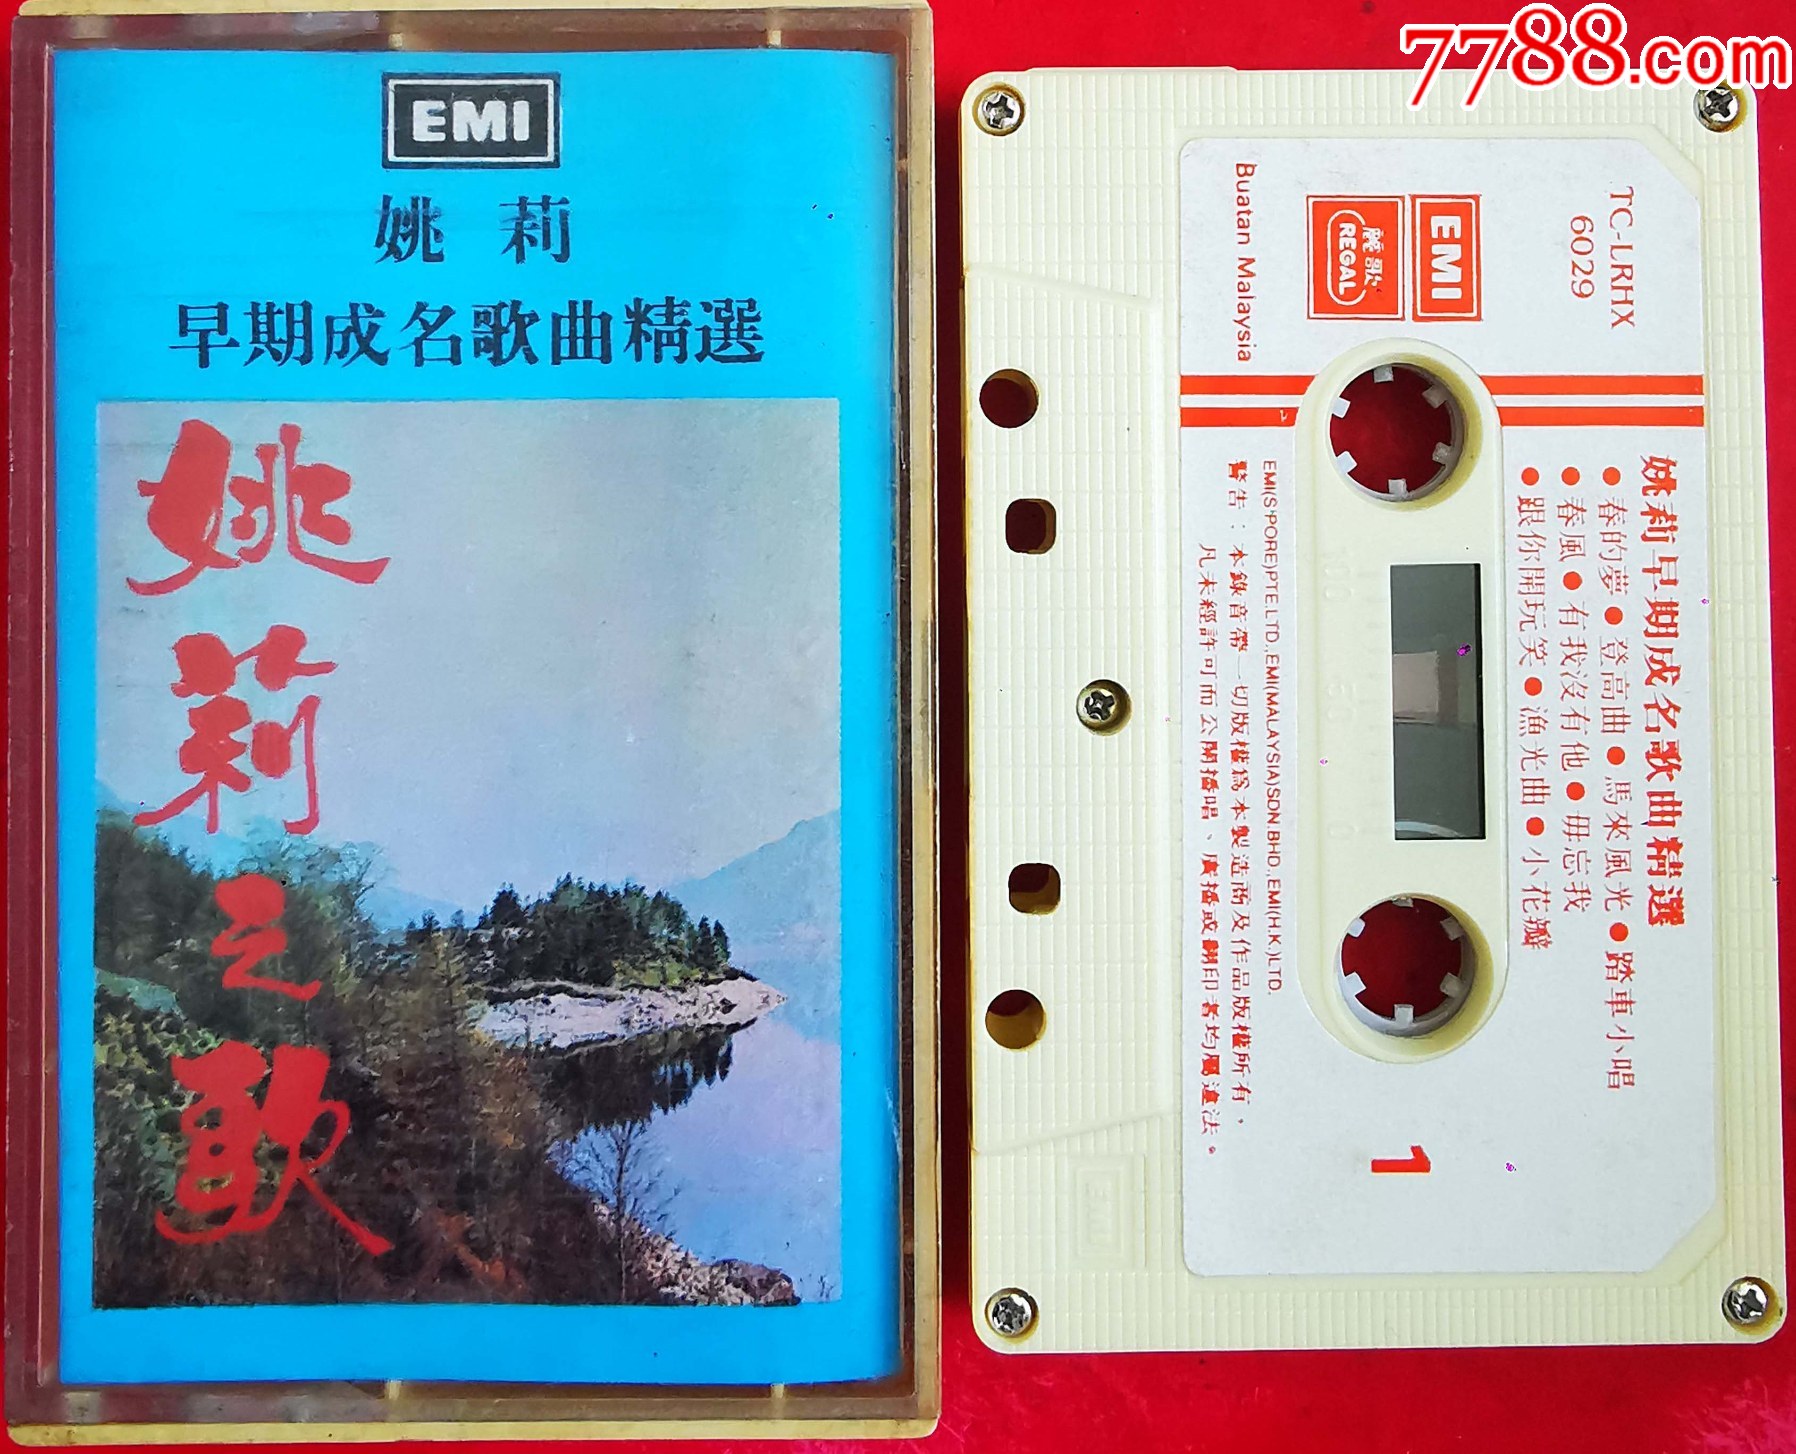 7788.com
EMI
姚莉
早期成名歌曲精選
姚莉之歌
TC-LRHX
6029
EMI
麗歌
REGAL
Buatan Malaysia
姚莉早期成名歌曲精選
●春的夢●登高曲●馬來風光●踏車小唱
●春風●有我沒有他●毋忘我
●跟你開玩笑●漁光曲●小花瓣
1
EMI(S'PORE)PTE.LTD.,EMI(MALAYSIA)SDN.BHD.,EMI(H.K.)LTD.
警告：本錄音帶一切版權爲本製造商及作品版權所有，
凡未經許可而公開播唱、廣播或翻印者均屬違法。
100 50 0
EMI